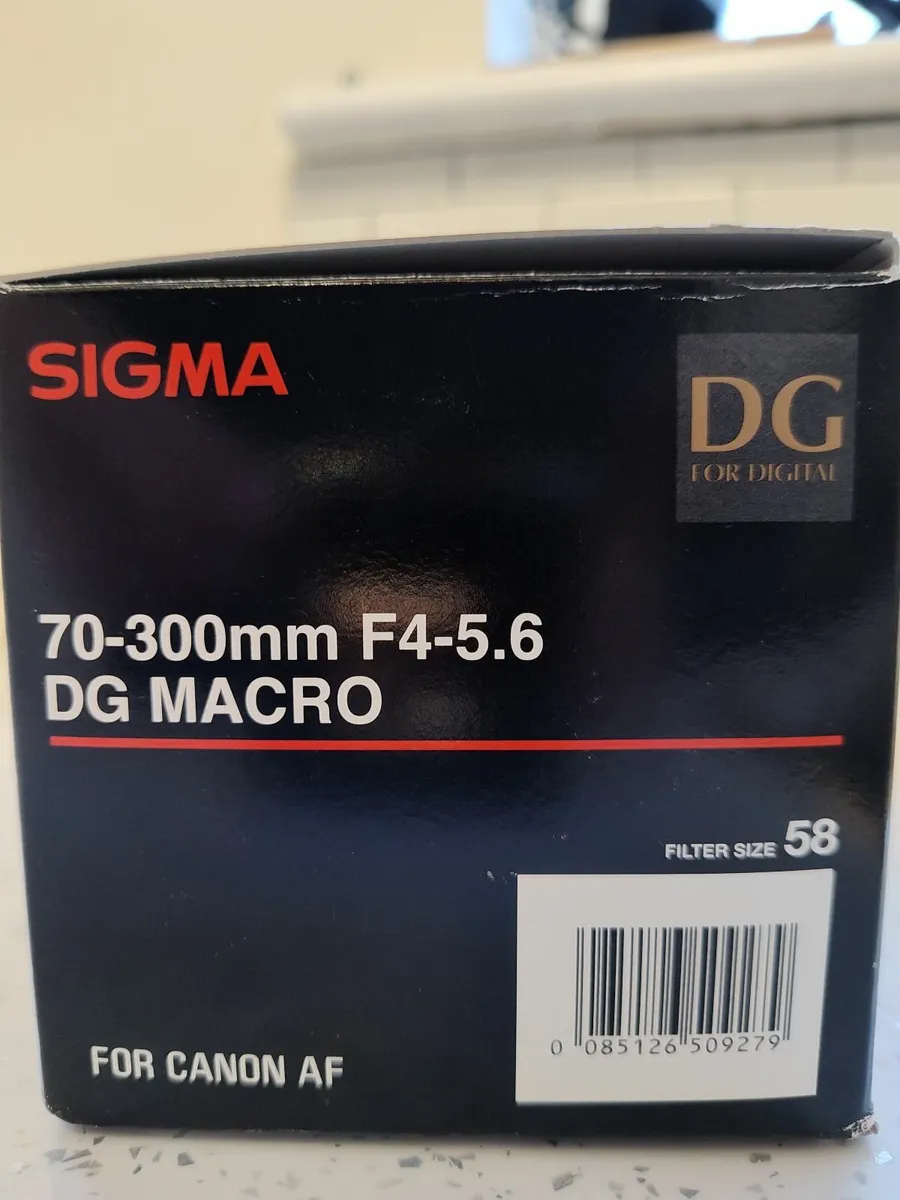 SIGMA
DG
FOR DIGITAL
70-300mm F4-5.6
DG MACRO
FILTER SIZE 58
0 085126 509279
FOR CANON AF